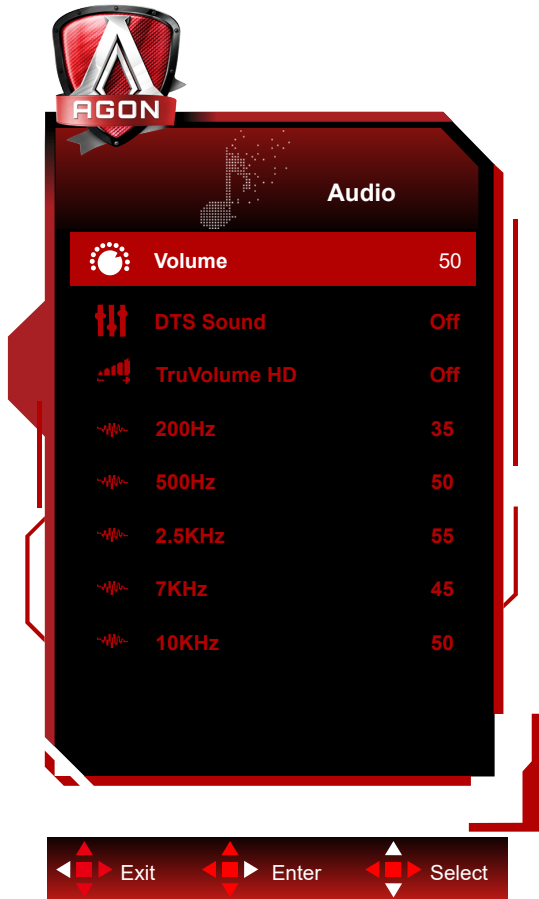 AGON
Audio
Volume 50
DTS Sound Off
TruVolume HD Off
200Hz 35
500Hz 50
2.5KHz 55
7KHz 45
10KHz 50
Exit Enter Select